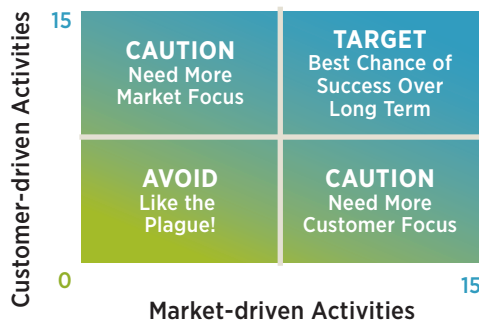 Customer-driven Activities
15
CAUTION
Need More
Market Focus
TARGET
Best Chance of
Success Over
Long Term
AVOID
Like the
Plague!
CAUTION
Need More
Customer Focus
0
15
Market-driven Activities